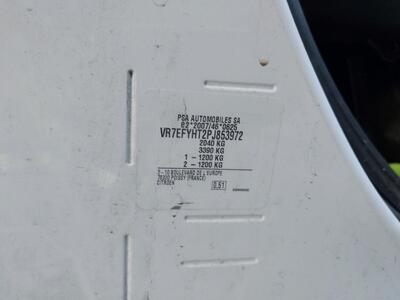 PSA AUTOMOBILES SA
e2*2007/46*0625
VR7EFYHT2PJ853972
2040 KG
3390 KG
1 - 1200 KG
2 - 1200 KG
2-10 BOULEVARD DE L'EUROPE
78300 POISSY (FRANCE)
CITROEN
0.51